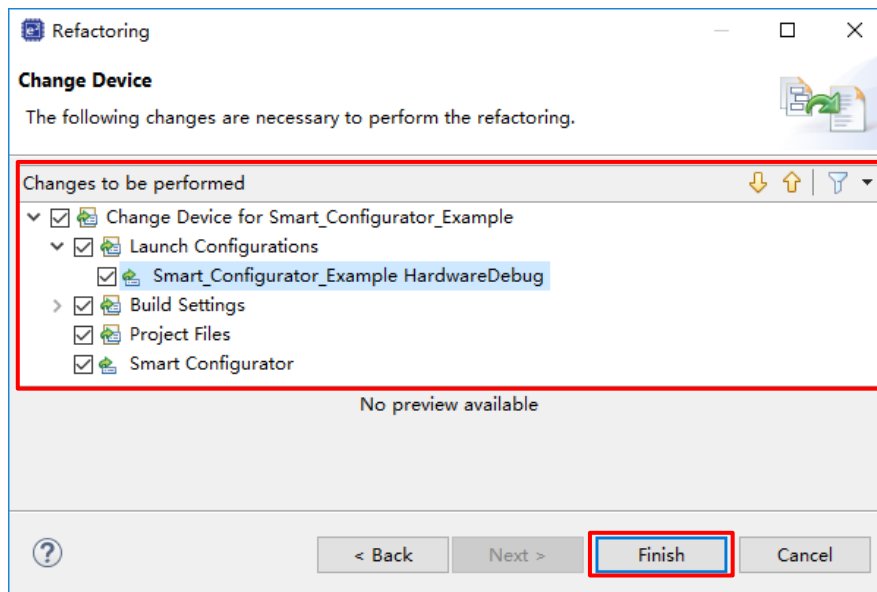 Refactoring
Change Device
The following changes are necessary to perform the refactoring.
Changes to be performed
Change Device for Smart_Configurator_Example
Launch Configurations
Smart_Configurator_Example HardwareDebug
Build Settings
Project Files
Smart Configurator
No preview available
? < Back Next > Finish Cancel